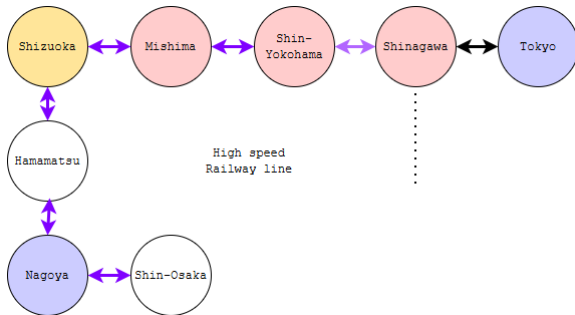 Shizuoka
Mishima
Shin-
Yokohama
Shinagawa
Tokyo
Hamamatsu
High speed
Railway line
Nagoya
Shin-Osaka